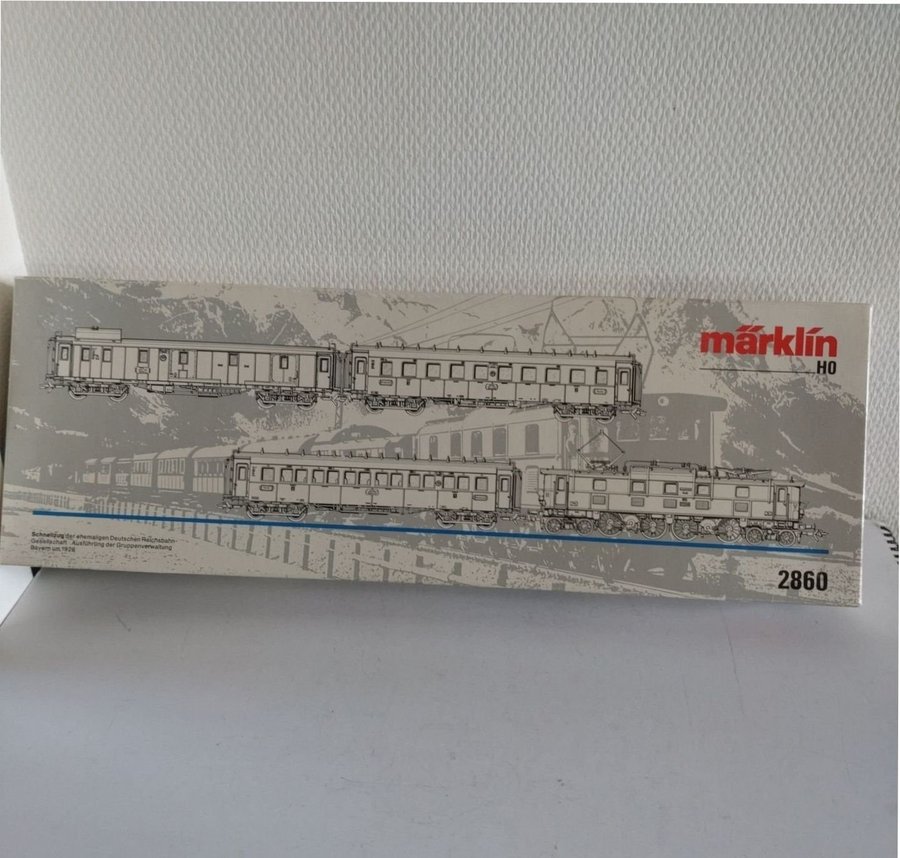 märklin
HO
Schnellzug der ehemaligen Deutschen Reichsbahn-
Gesellschaft Ausführung der Gruppenverwaltung
Bayern um 1928
2860